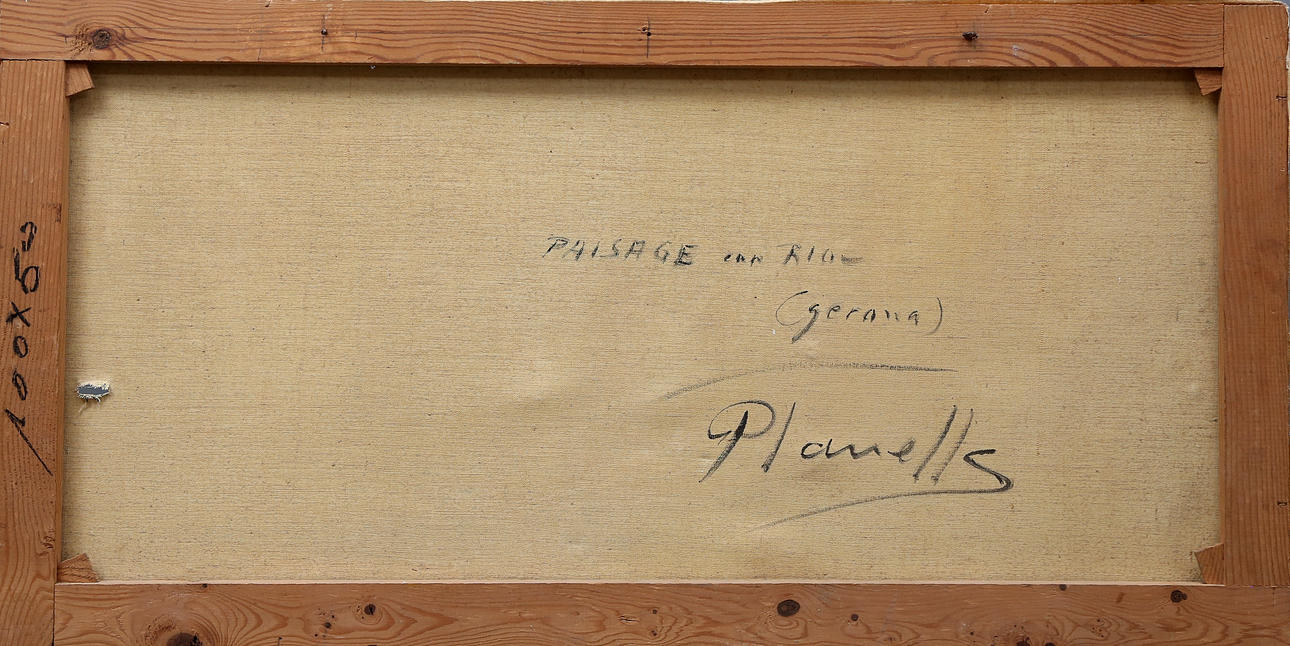 PAISAGE con RIO-
(gerona)
Planells
100X50